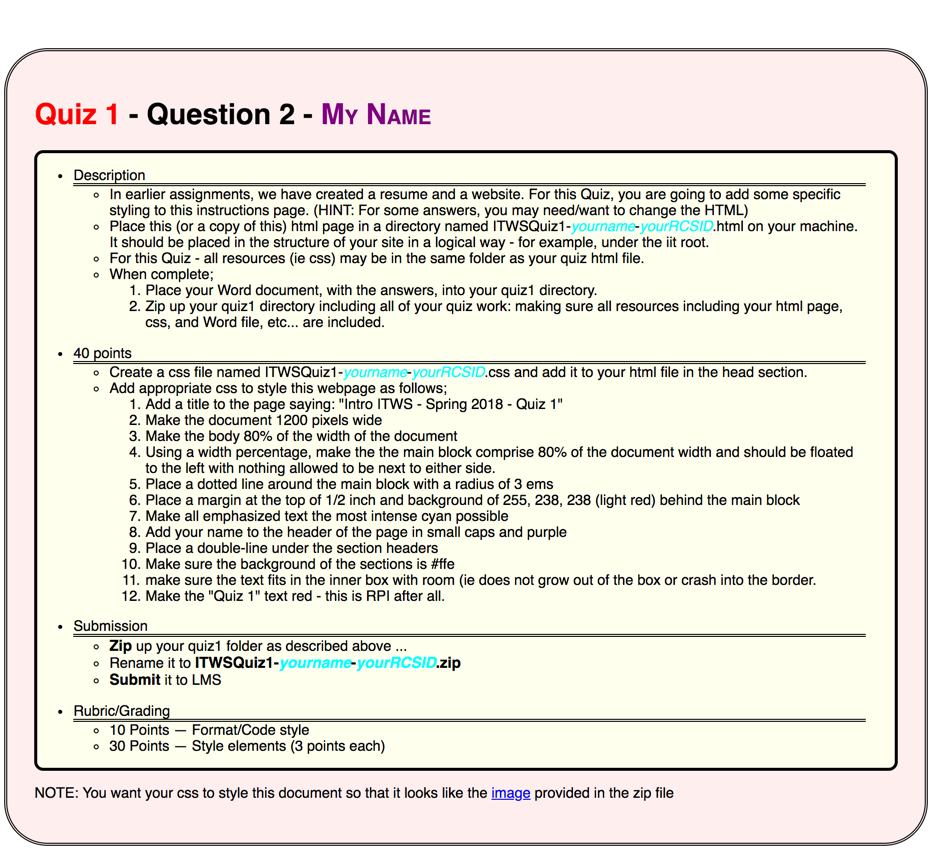 Quiz 1 - Question 2 - My Name
Description
In earlier assignments, we have created a resume and a website. For this Quiz, you are going to add some specific
styling to this instructions page. (HINT: For some answers, you may need/want to change the HTML)
Place this (or a copy of this) html page in a directory named ITWSQuiz1-yourname-yourRCSID.html on your machine.
It should be placed in the structure of your site in a logical way - for example, under the iit root.
For this Quiz - all resources (ie css) may be in the same folder as your quiz html file.
When complete;
1. Place your Word document, with the answers, into your quiz1 directory.
2. Zip up your quiz1 directory including all of your quiz work: making sure all resources including your html page,
css, and Word file, etc... are included.
40 points
Create a css file named ITWSQuiz1-yourname-yourRCSID.css and add it to your html file in the head section.
Add appropriate css to style this webpage as follows;
1. Add a title to the page saying: "Intro ITWS - Spring 2018 - Quiz 1"
2. Make the document 1200 pixels wide
3. Make the body 80% of the width of the document
4. Using a width percentage, make the the main block comprise 80% of the document width and should be floated
to the left with nothing allowed to be next to either side.
5. Place a dotted line around the main block with a radius of 3 ems
6. Place a margin at the top of 1/2 inch and background of 255, 238, 238 (light red) behind the main block
7. Make all emphasized text the most intense cyan possible
8. Add your name to the header of the page in small caps and purple
9. Place a double-line under the section headers
10. Make sure the background of the sections is #ffe
11. make sure the text fits in the inner box with room (ie does not grow out of the box or crash into the border.
12. Make the "Quiz 1" text red - this is RPI after all.
Submission
Zip up your quiz1 folder as described above ...
Rename it to ITWSQuiz1-yourname-yourRCSID.zip
Submit it to LMS
Rubric/Grading
10 Points — Format/Code style
30 Points — Style elements (3 points each)
NOTE: You want your css to style this document so that it looks like the image provided in the zip file